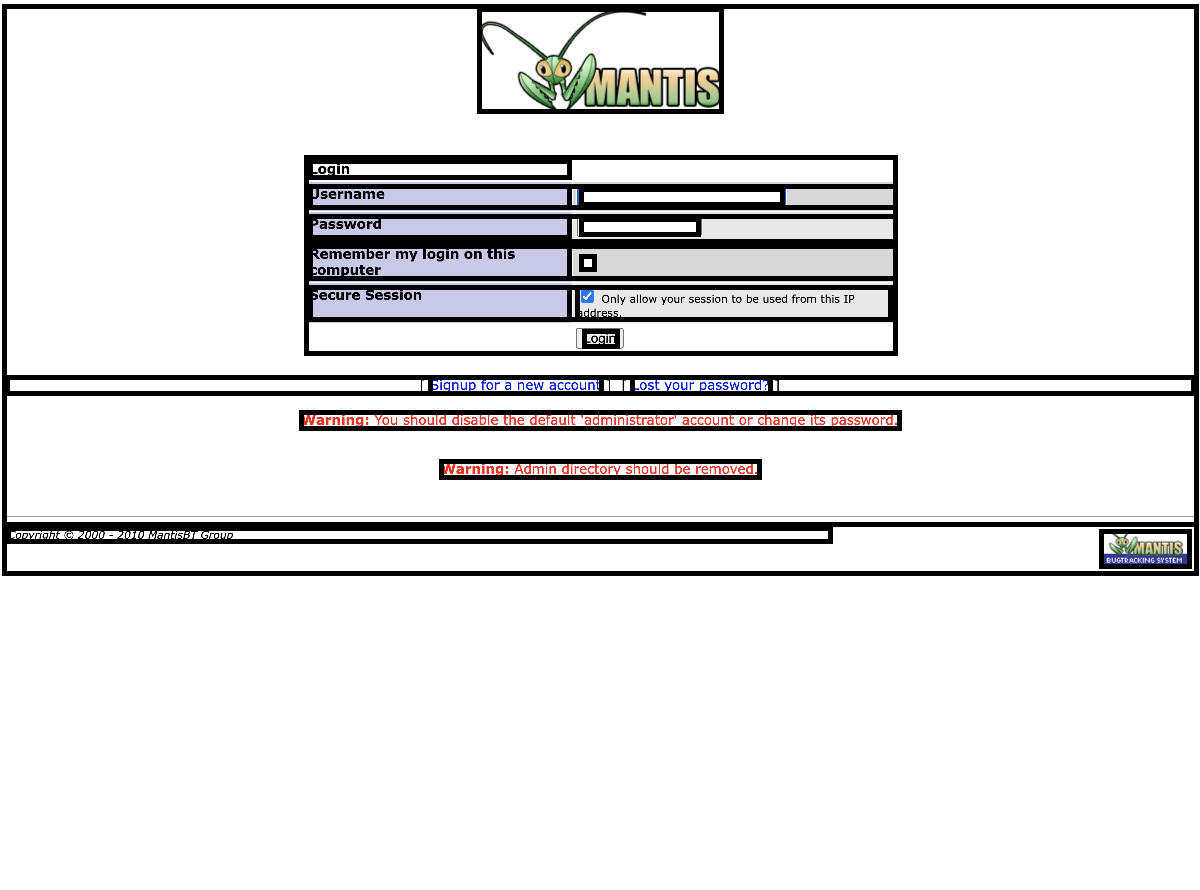 MANTIS
Login
Username
Password
Remember my login on this
computer
Secure Session
Only allow your session to be used from this IP
address.
Login
[ Signup for a new account ] [ Lost your password? ]
Warning: You should disable the default 'administrator' account or change its password.
Warning: Admin directory should be removed.
Copyright © 2000 - 2010 MantisBT Group
MANTIS
BUGTRACKING SYSTEM